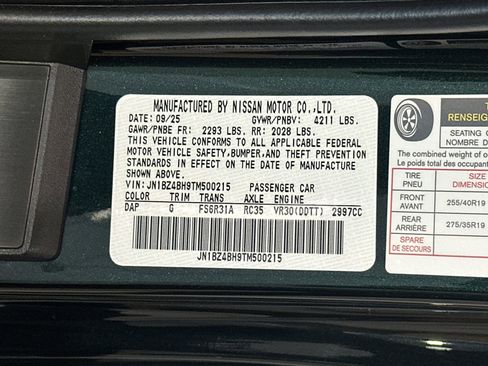 MANUFACTURED BY NISSAN MOTOR CO.,LTD.
DATE: 09/25 GVWR/PNBV: 4211 LBS.
GAWR/PNBE FR: 2293 LBS. RR: 2028 LBS.
THIS VEHICLE CONFORMS TO ALL APPLICABLE FEDERAL
MOTOR VEHICLE SAFETY,BUMPER,AND THEFT PREVENTION
STANDARDS IN EFFECT ON THE DATE OF MANUFACTURE
SHOWN ABOVE.
VIN: JN1BZ4BH9TM500215 PASSENGER CAR
COLOR TRIM TRANS AXLE ENGINE
DAP G FS6R31A RC35 VR30(DDTT) 2997CC
JN1BZ4BH9TM500215
RENSEIGN
SEATING
NOMBRE D
The combined weight
Le poids total des
TIRE SIZE
PNEU DIMENSIO
FRONT 255/40R19
AVANT
REAR 275/35R19
ARRIÈRE
SPARE
DE SECOURS